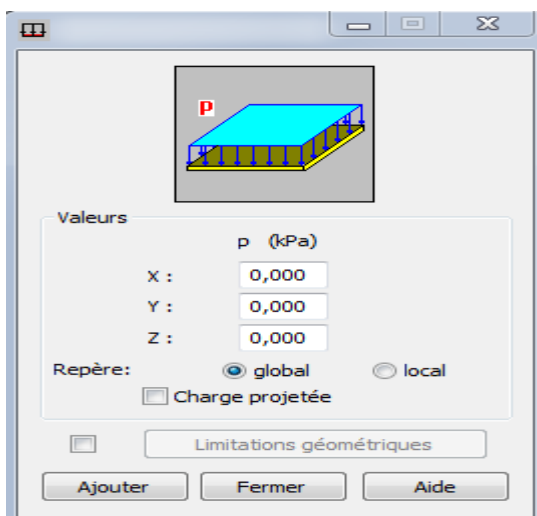 P
Valeurs
p (kPa)
X : 0,000
Y : 0,000
Z : 0,000
Repère: global local
Charge projetée
Limitations géométriques
Ajouter Fermer Aide